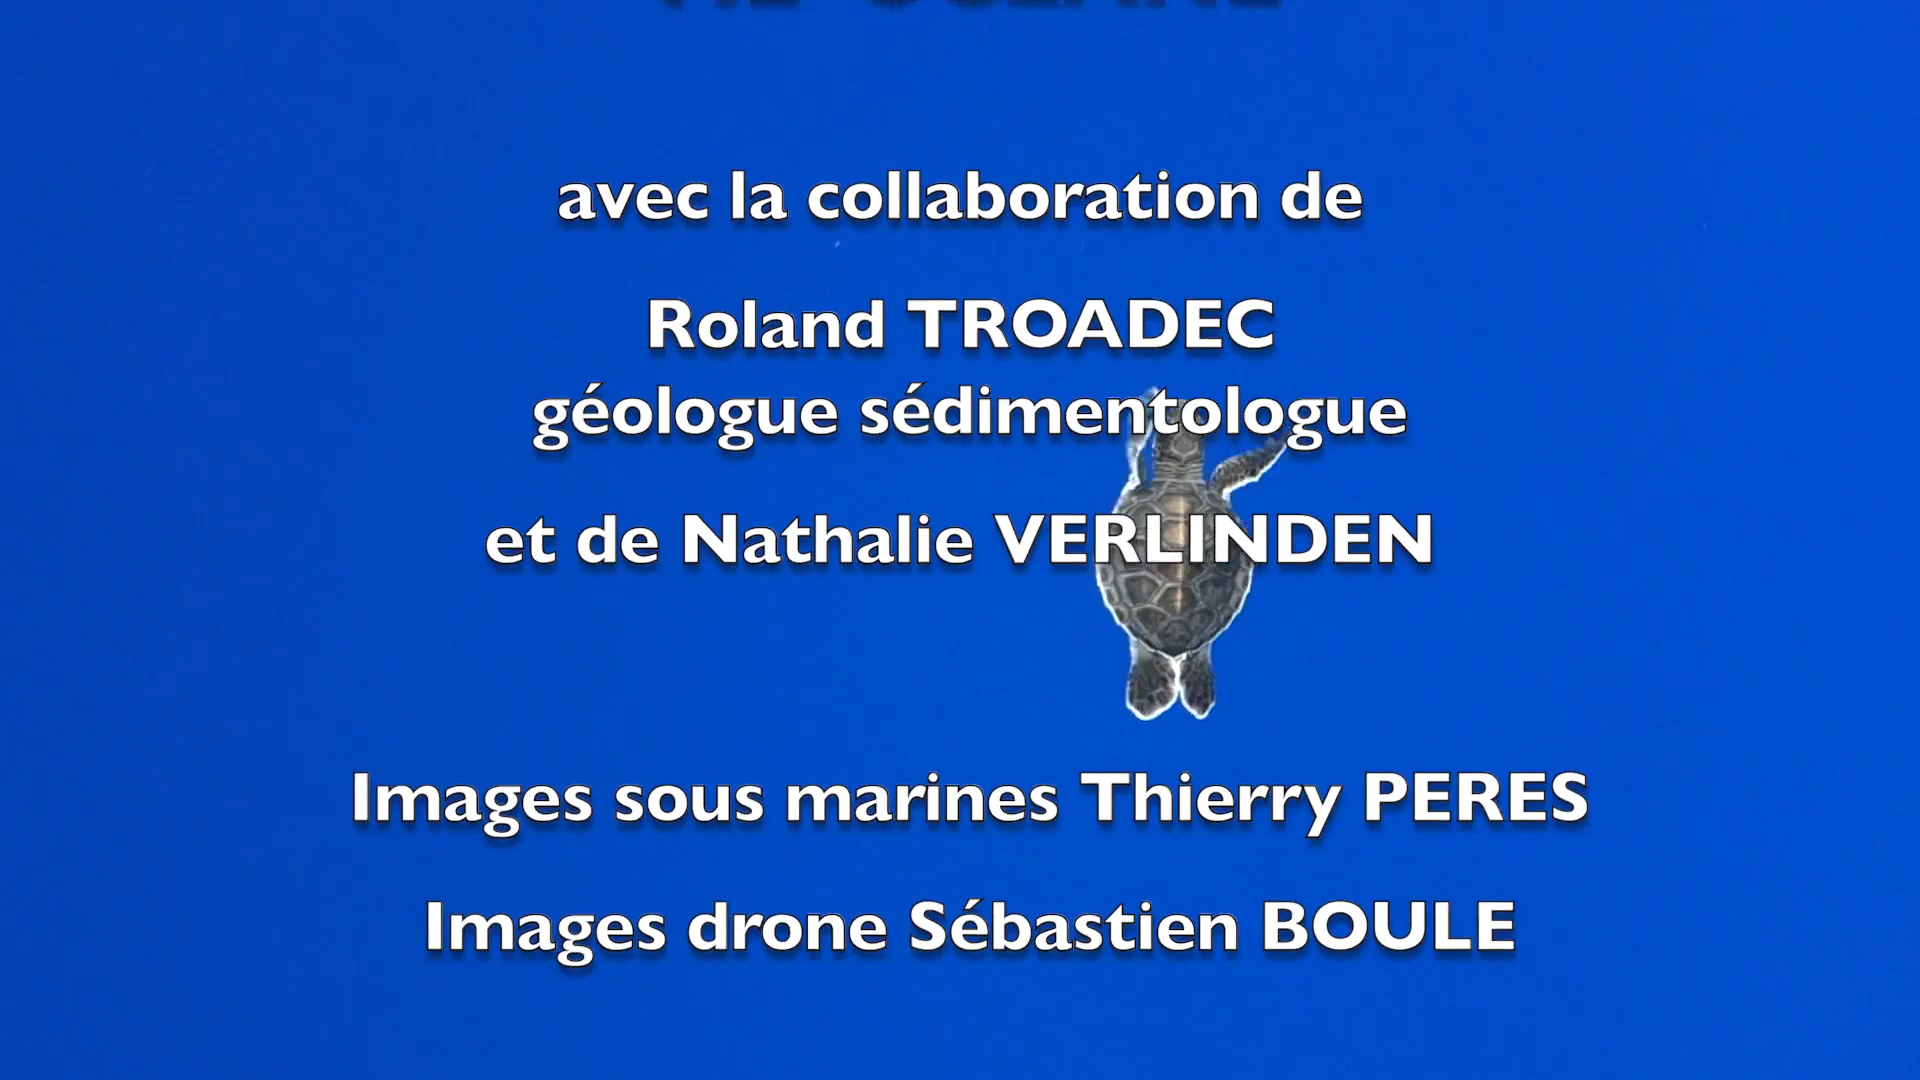 avec la collaboration de
Roland TROADEC
géologue sédimentologue
et de Nathalie VERLINDEN
Images sous marines Thierry PERES
Images drone Sébastien BOULE